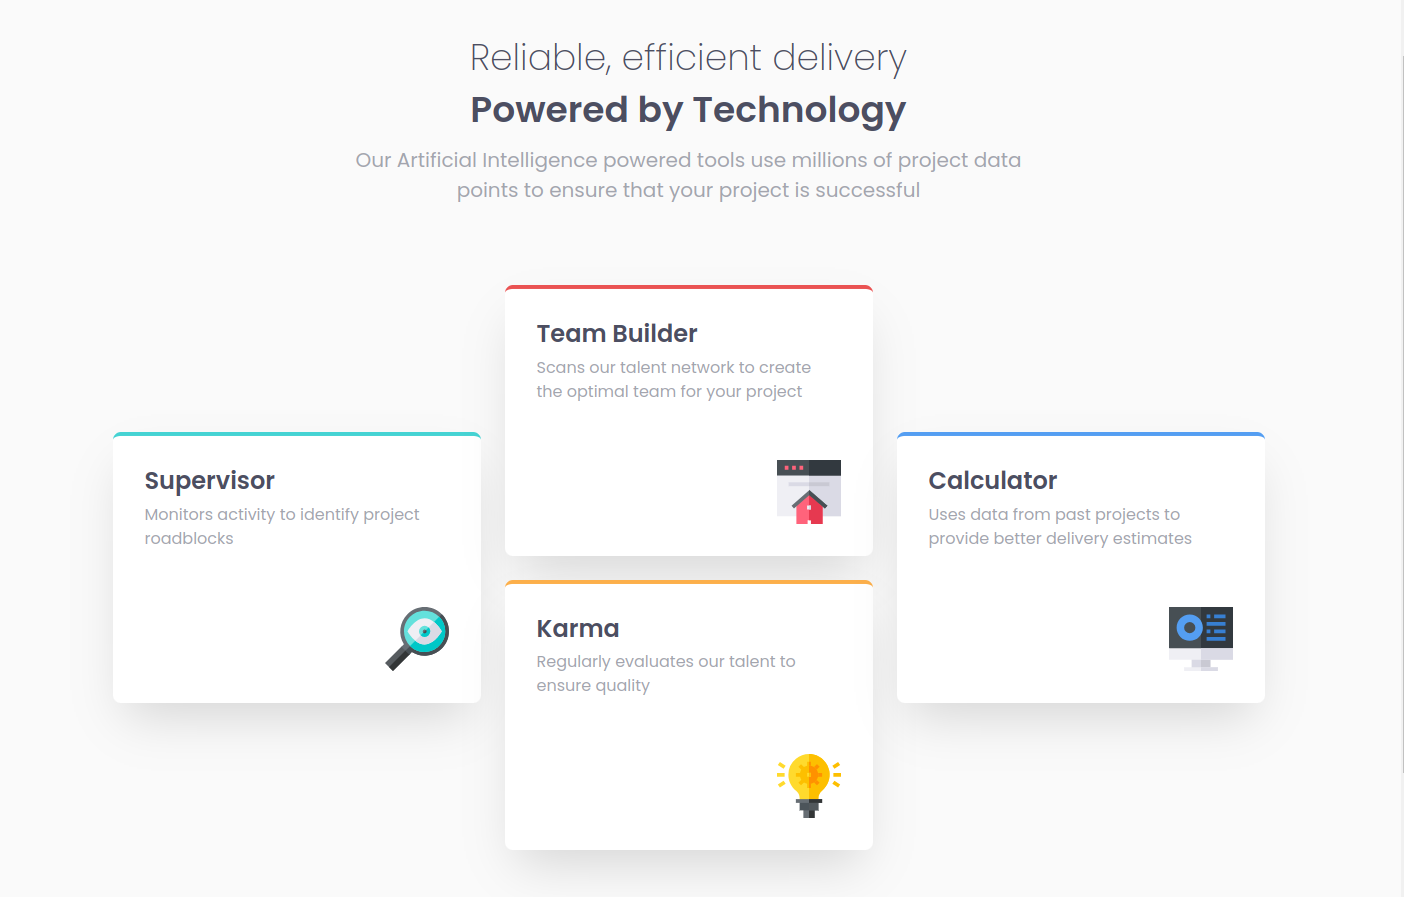 Reliable, efficient delivery
Powered by Technology
Our Artificial Intelligence powered tools use millions of project data
points to ensure that your project is successful
Supervisor
Monitors activity to identify project
roadblocks
Team Builder
Scans our talent network to create
the optimal team for your project
Karma
Regularly evaluates our talent to
ensure quality
Calculator
Uses data from past projects to
provide better delivery estimates